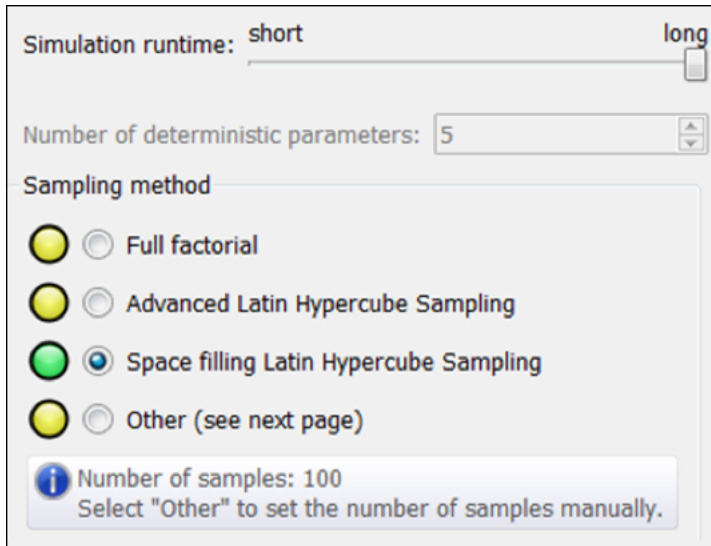 short long
Simulation runtime:
Number of deterministic parameters: 5
Sampling method
Full factorial
Advanced Latin Hypercube Sampling
Space filling Latin Hypercube Sampling
Other (see next page)
Number of samples: 100
Select "Other" to set the number of samples manually.